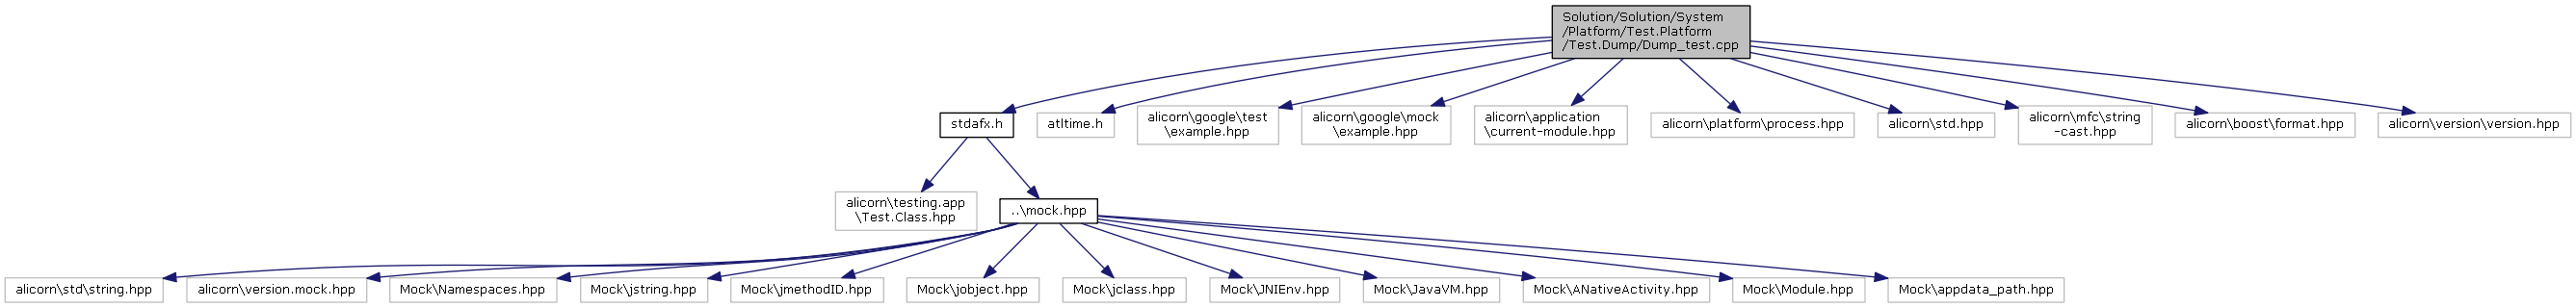 Solution/Solution/System
/Platform/Test.Platform
/Test.Dump/Dump_test.cpp
stdafx.h
atltime.h
alicorn\google\test
\example.hpp
alicorn\google\mock
\example.hpp
alicorn\application
\current-module.hpp
alicorn\platform\process.hpp
alicorn\std.hpp
alicorn\mfc\string
-cast.hpp
alicorn\boost\format.hpp
alicorn\version\version.hpp
alicorn\testing.app
\Test.Class.hpp
..\mock.hpp
alicorn\std\string.hpp
alicorn\version.mock.hpp
Mock\Namespaces.hpp
Mock\jstring.hpp
Mock\jmethodID.hpp
Mock\jobject.hpp
Mock\jclass.hpp
Mock\JNIEnv.hpp
Mock\JavaVM.hpp
Mock\ANativeActivity.hpp
Mock\Module.hpp
Mock\appdata_path.hpp